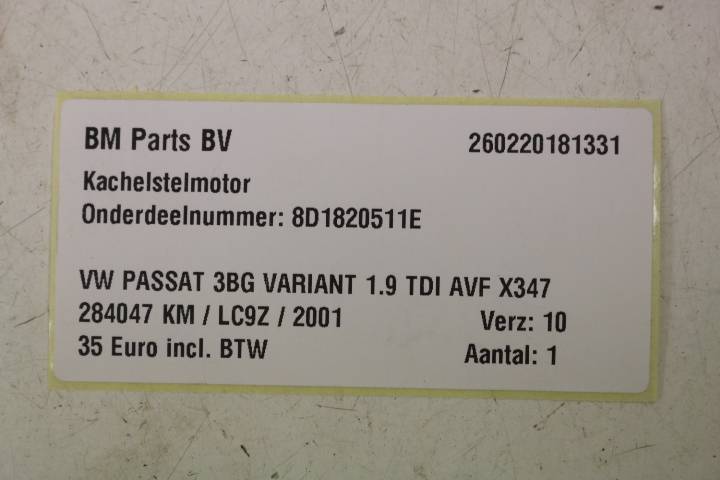 BM Parts BV 260220181331
Kachelstelmotor
Onderdeelnummer: 8D1820511E
VW PASSAT 3BG VARIANT 1.9 TDI AVF X347
284047 KM / LC9Z / 2001 Verz: 10
35 Euro incl. BTW Aantal: 1